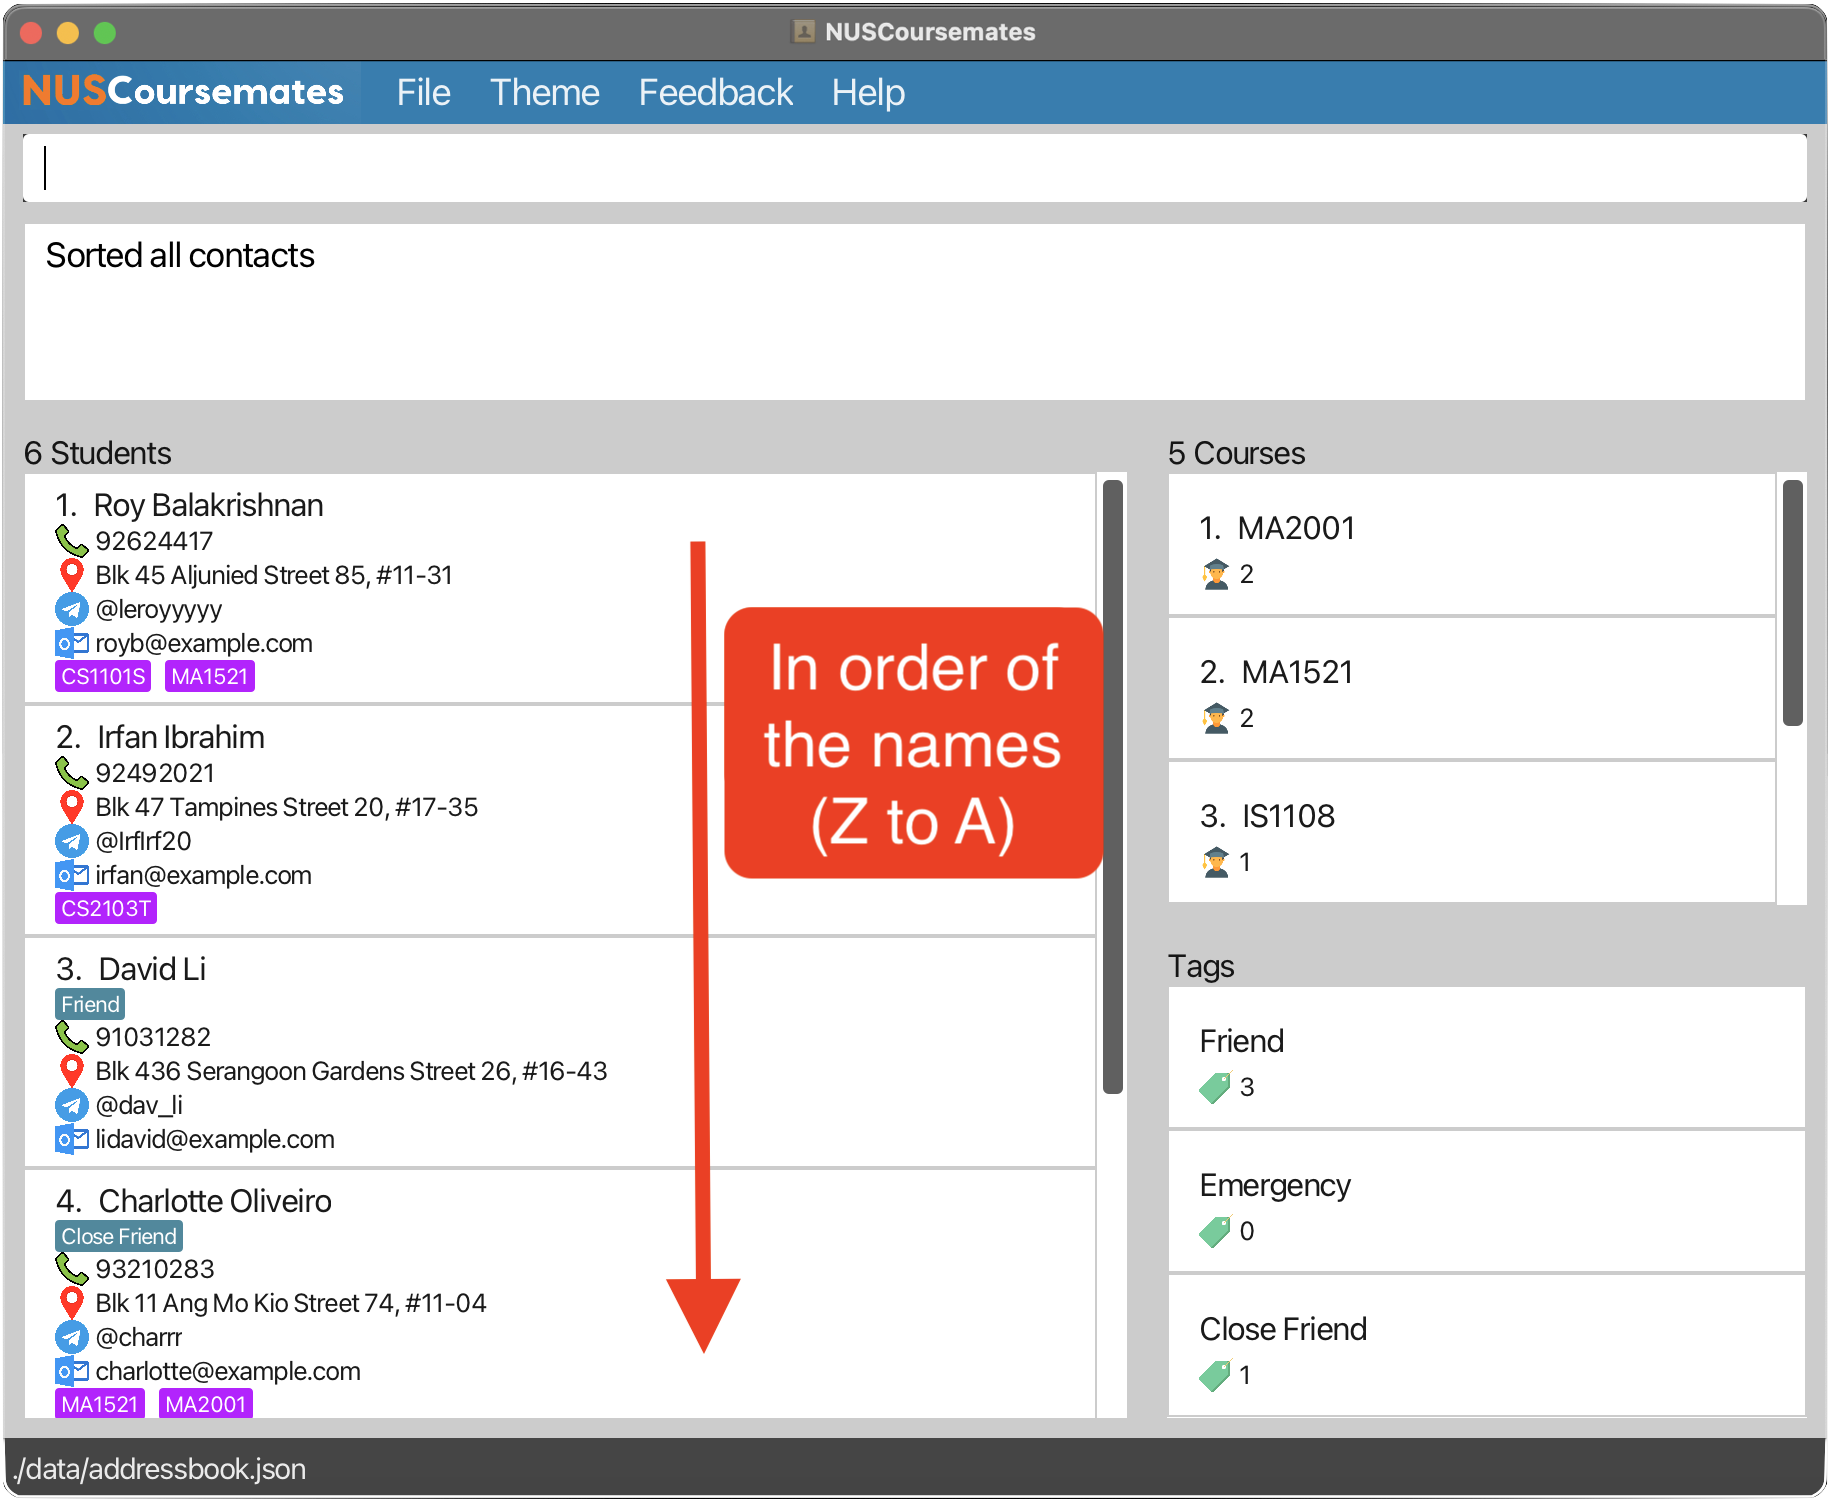 NUSCoursemates
NUSCoursemates File Theme Feedback Help
Sorted all contacts
6 Students
1. Roy Balakrishnan
92624417
Blk 45 Aljunied Street 85, #11-31
@leroyyyyy
royb@example.com
CS1101S MA1521
2. Irfan Ibrahim
92492021
Blk 47 Tampines Street 20, #17-35
@IrfIrf20
irfan@example.com
CS2103T
3. David Li
Friend
91031282
Blk 436 Serangoon Gardens Street 26, #16-43
@dav_li
lidavid@example.com
4. Charlotte Oliveiro
Close Friend
93210283
Blk 11 Ang Mo Kio Street 74, #11-04
@charrr
charlotte@example.com
MA1521 MA2001
In order of
the names
(Z to A)
5 Courses
1. MA2001
2
2. MA1521
2
3. IS1108
1
Tags
Friend
3
Emergency
0
Close Friend
1
./data/addressbook.json